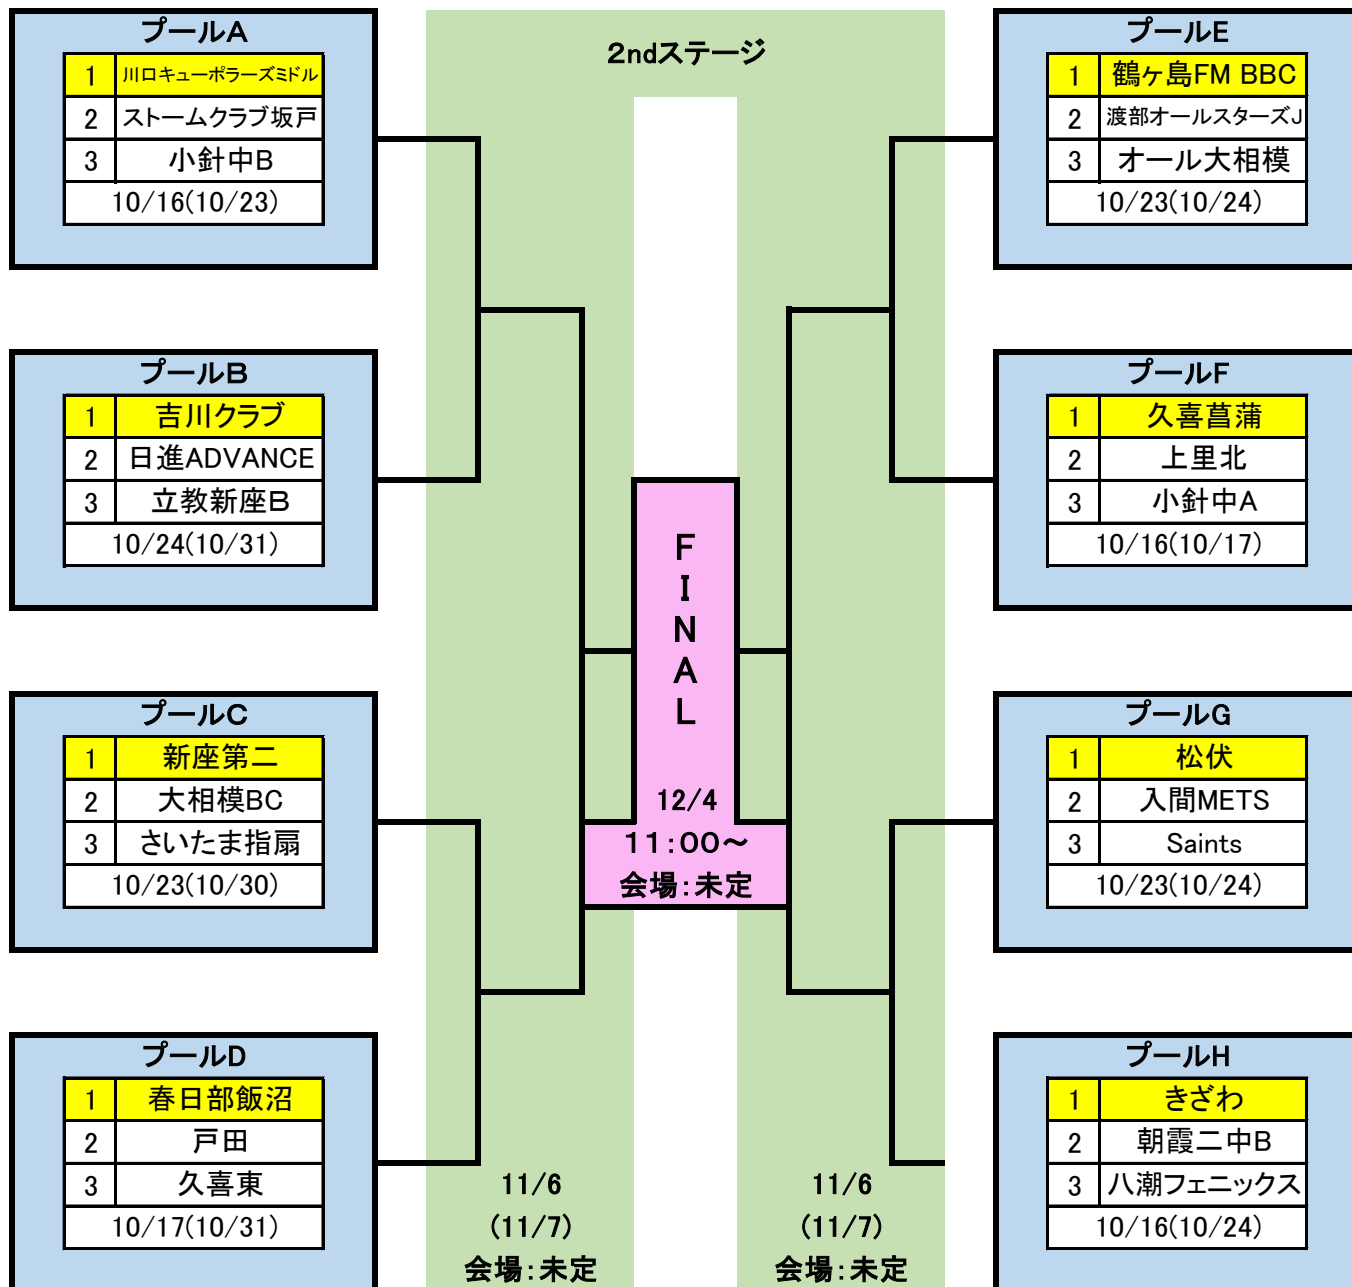 2ndステージ
プールA
1 川口キューポラーズミドル
2 ストームクラブ坂戸
3 小針中B
10/16(10/23)
プールB
1 吉川クラブ
2 日進ADVANCE
3 立教新座B
10/24(10/31)
プールC
1 新座第二
2 大相模BC
3 さいたま指扇
10/23(10/30)
プールD
1 春日部飯沼
2 戸田
3 久喜東
10/17(10/31)
11/6
(11/7)
会場：未定
FINAL
12/4
11:00～
会場：未定
プールE
1 鶴ヶ島FM BBC
2 渡部オールスターズJ
3 オール大相模
10/23(10/24)
プールF
1 久喜菖蒲
2 上里北
3 小針中A
10/16(10/17)
プールG
1 松伏
2 入間METS
3 Saints
10/23(10/24)
プールH
1 きざわ
2 朝霞二中B
3 八潮フェニックス
10/16(10/24)
11/6
(11/7)
会場：未定